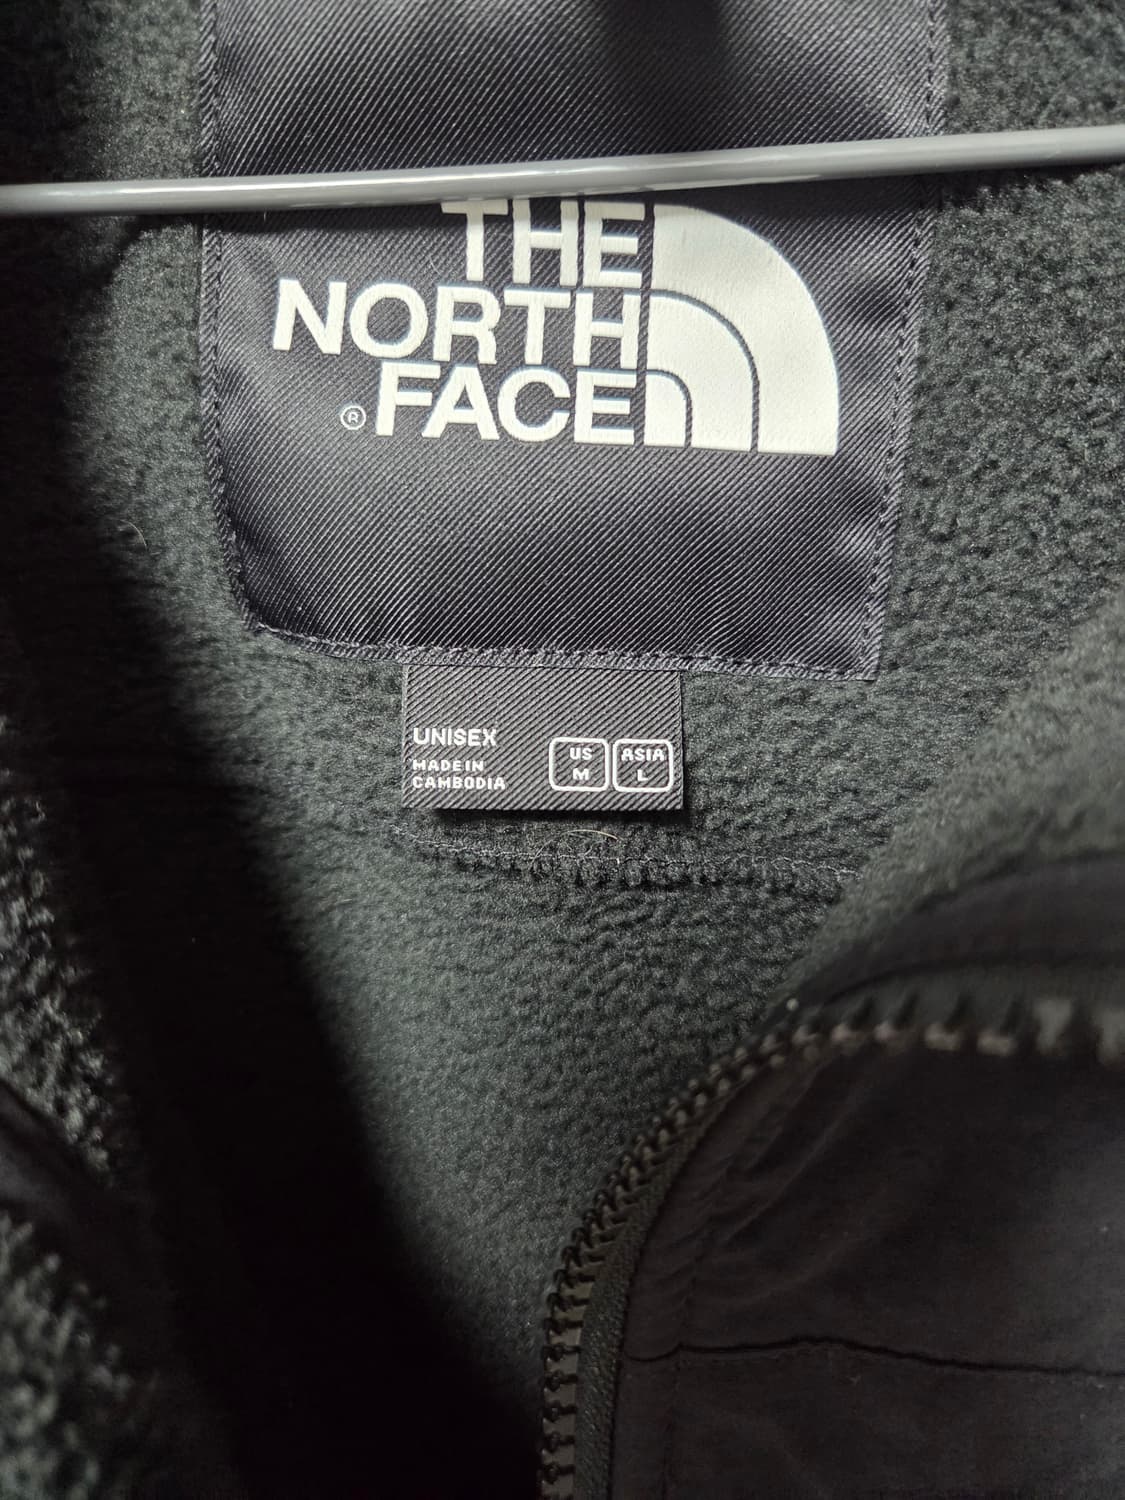 THE
NORTH
FACE
®
UNISEX
MADE IN
CAMBODIA
US
M
ASIA
L